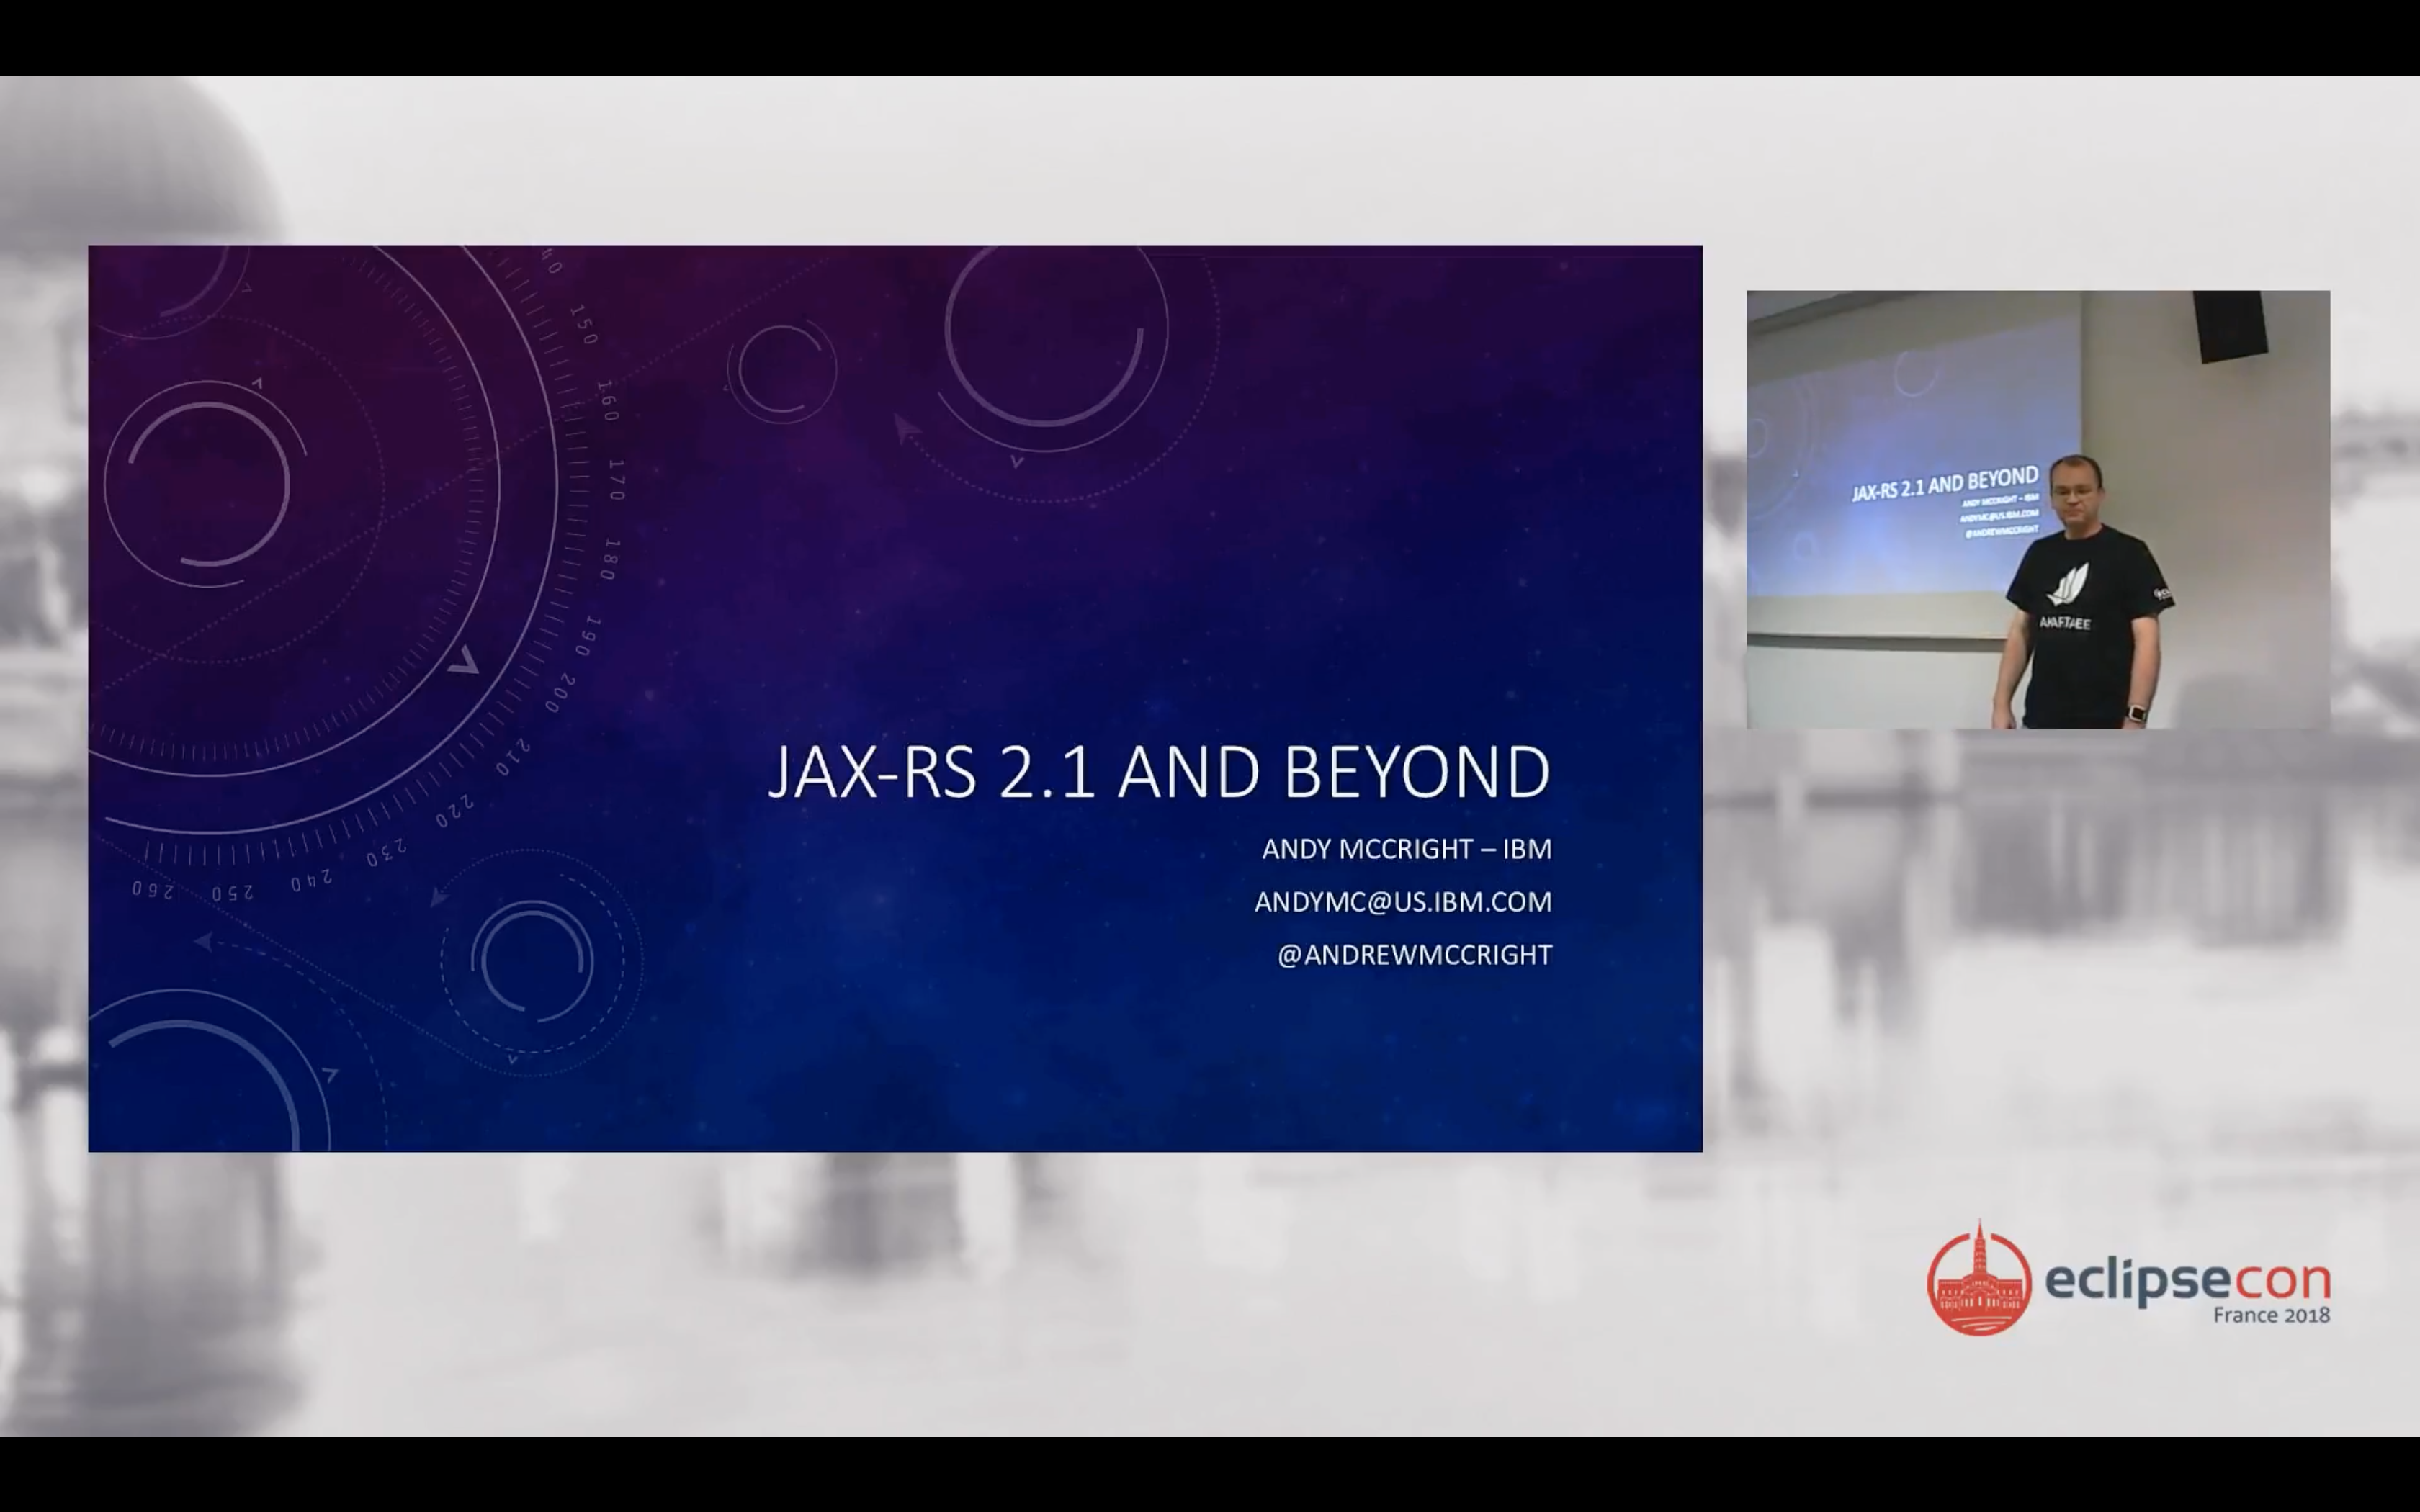 40
150
160
170
180
190
200
210
220
230
240
250
260
JAX-RS 2.1 AND BEYOND
ANDY MCCRIGHT – IBM
ANDYMC@US.IBM.COM
@ANDREWMCCRIGHT
JAX-RS 2.1 AND BEYOND
ANDY MCCRIGHT – IBM
ANDYMC@US.IBM.COM
@ANDREWMCCRIGHT
eclipsecon
France 2018